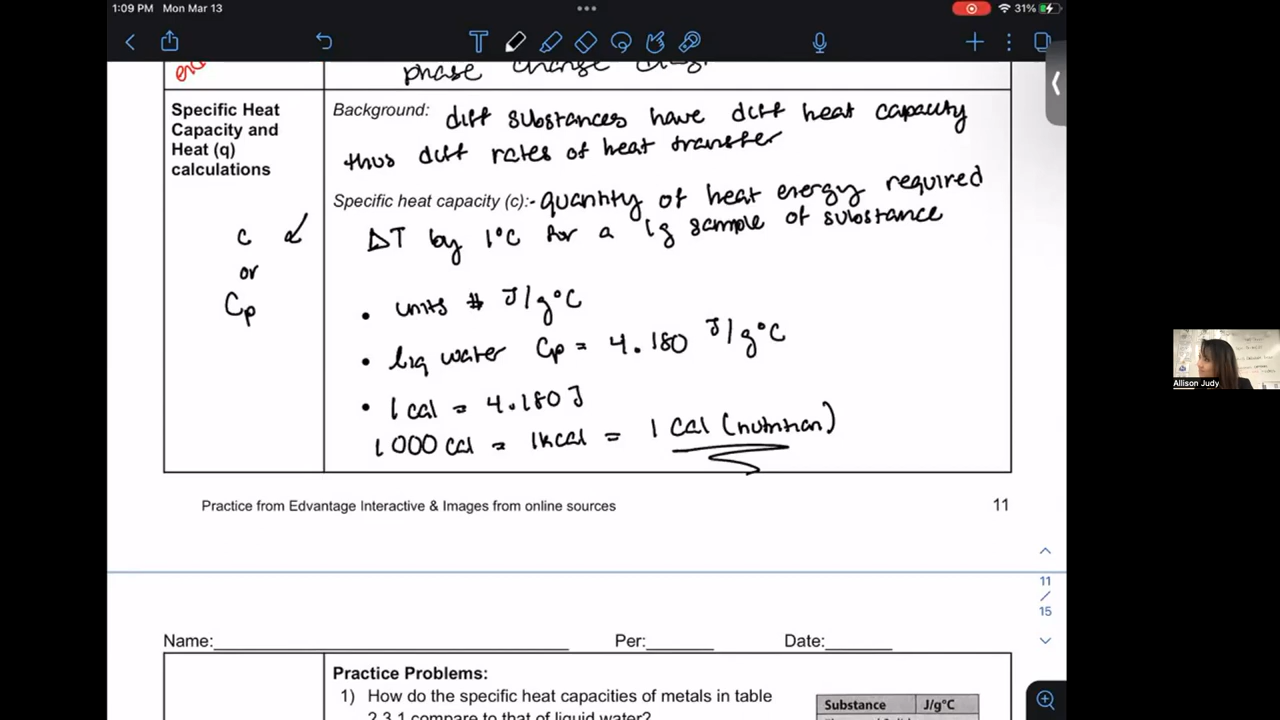 1:09 PM Mon Mar 13
31%
phase change
Specific Heat Capacity and Heat (q) calculations
c
or
Cp
Background: diff substances have diff heat capacity
thus diff rates of heat transfer
Specific heat capacity (c):- quantity of heat energy required
ΔT by 1°C for a 1g sample of substance
• units J/g°C
• liq water Cp = 4.180 J/g°C
• 1 cal = 4.180 J
1000 cal = 1kcal = 1 Cal (nutrition)
Practice from Edvantage Interactive & Images from online sources
11
11
/
15
Name: Per: Date:
Practice Problems:
1) How do the specific heat capacities of metals in table
2.3.1 compare to that of liquid water?
Substance J/g°C
Allison Judy